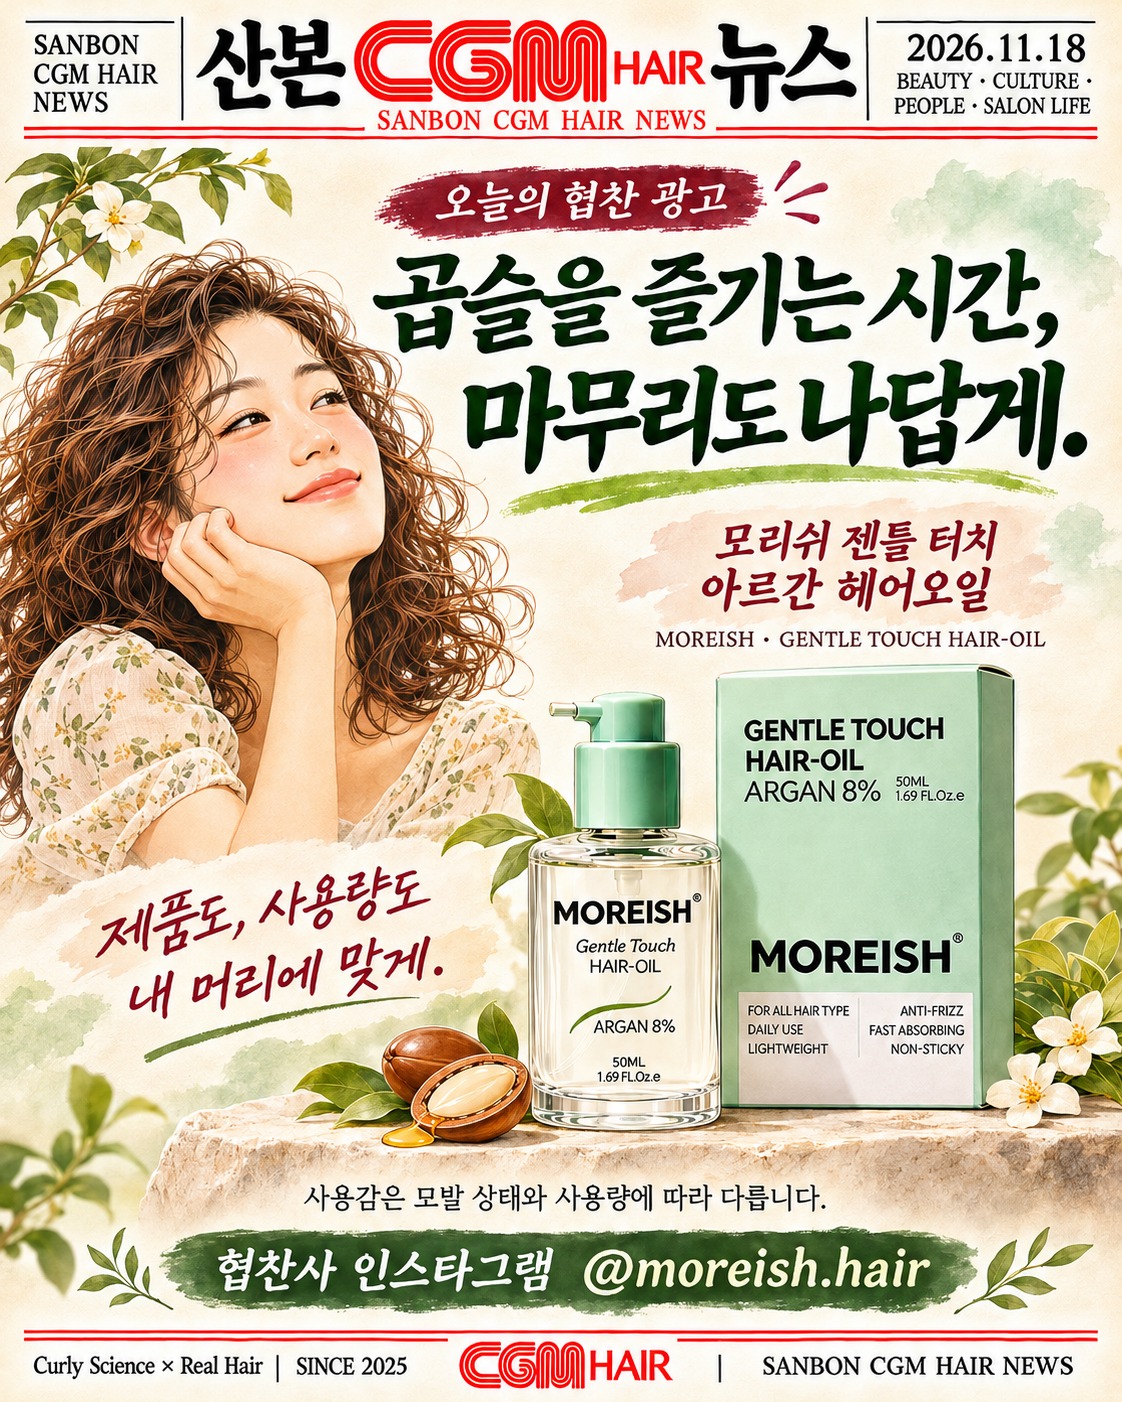 SANBON
CGM HAIR
NEWS
산본 CGM HAIR 뉴스
SANBON CGM HAIR NEWS
2026.11.18
BEAUTY · CULTURE ·
PEOPLE · SALON LIFE
오늘의 협찬 광고
곱슬을 즐기는 시간,
마무리도 나답게.
모리쉬 젠틀 터치
아르간 헤어오일
MOREISH · GENTLE TOUCH HAIR-OIL
GENTLE TOUCH
HAIR-OIL
ARGAN 8%
50ML
1.69 FL.Oz.e
MOREISH®
FOR ALL HAIR TYPE
DAILY USE
LIGHTWEIGHT
ANTI-FRIZZ
FAST ABSORBING
NON-STICKY
MOREISH®
Gentle Touch
HAIR-OIL
ARGAN 8%
50ML
1.69 FL.Oz.e
제품도, 사용량도
내 머리에 맞게.
사용감은 모발 상태와 사용량에 따라 다릅니다.
협찬사 인스타그램 @moreish.hair
Curly Science × Real Hair | SINCE 2025
CGM HAIR
| SANBON CGM HAIR NEWS